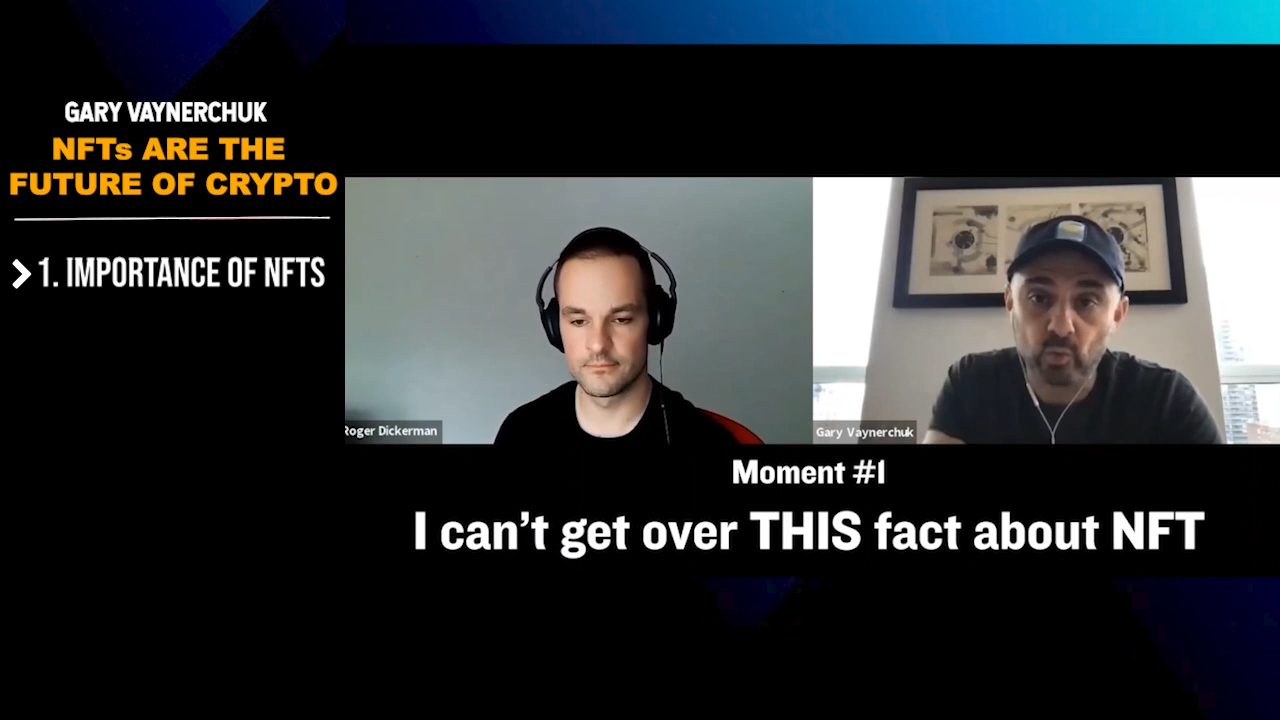 GARY VAYNERCHUK
NFTs ARE THE
FUTURE OF CRYPTO
1. IMPORTANCE OF NFTS
Roger Dickerman
Gary Vaynerchuk
Moment #1
I can't get over THIS fact about NFT